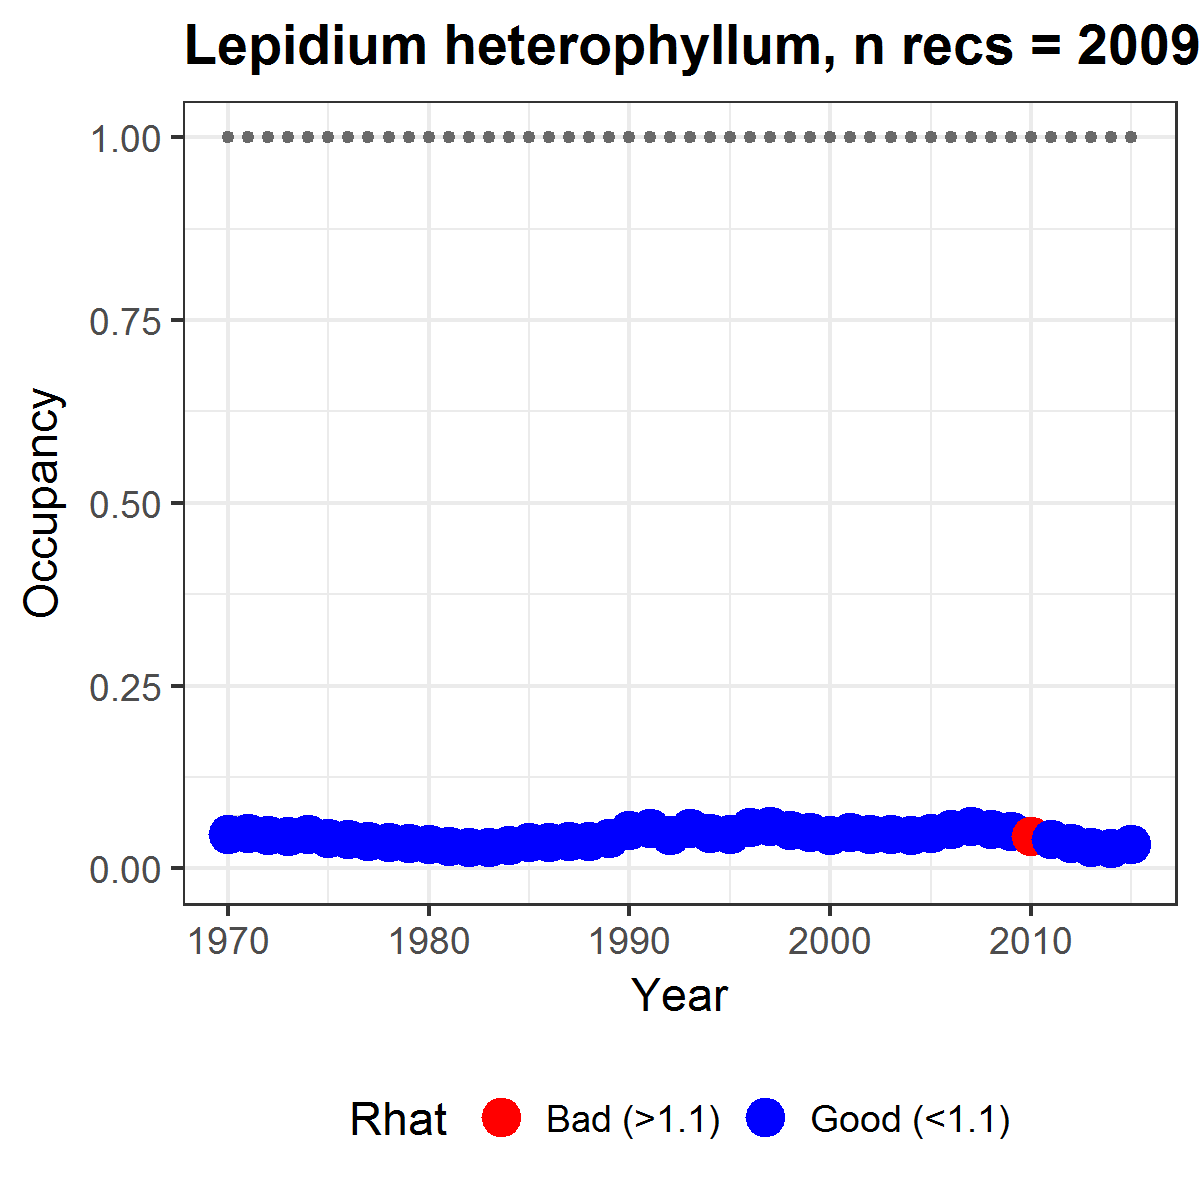 Lepidium heterophyllum, n recs = 2009
1.00
0.75
0.50
0.25
0.00
Occupancy
1970 1980 1990 2000 2010
Year
Rhat Bad (>1.1) Good (<1.1)